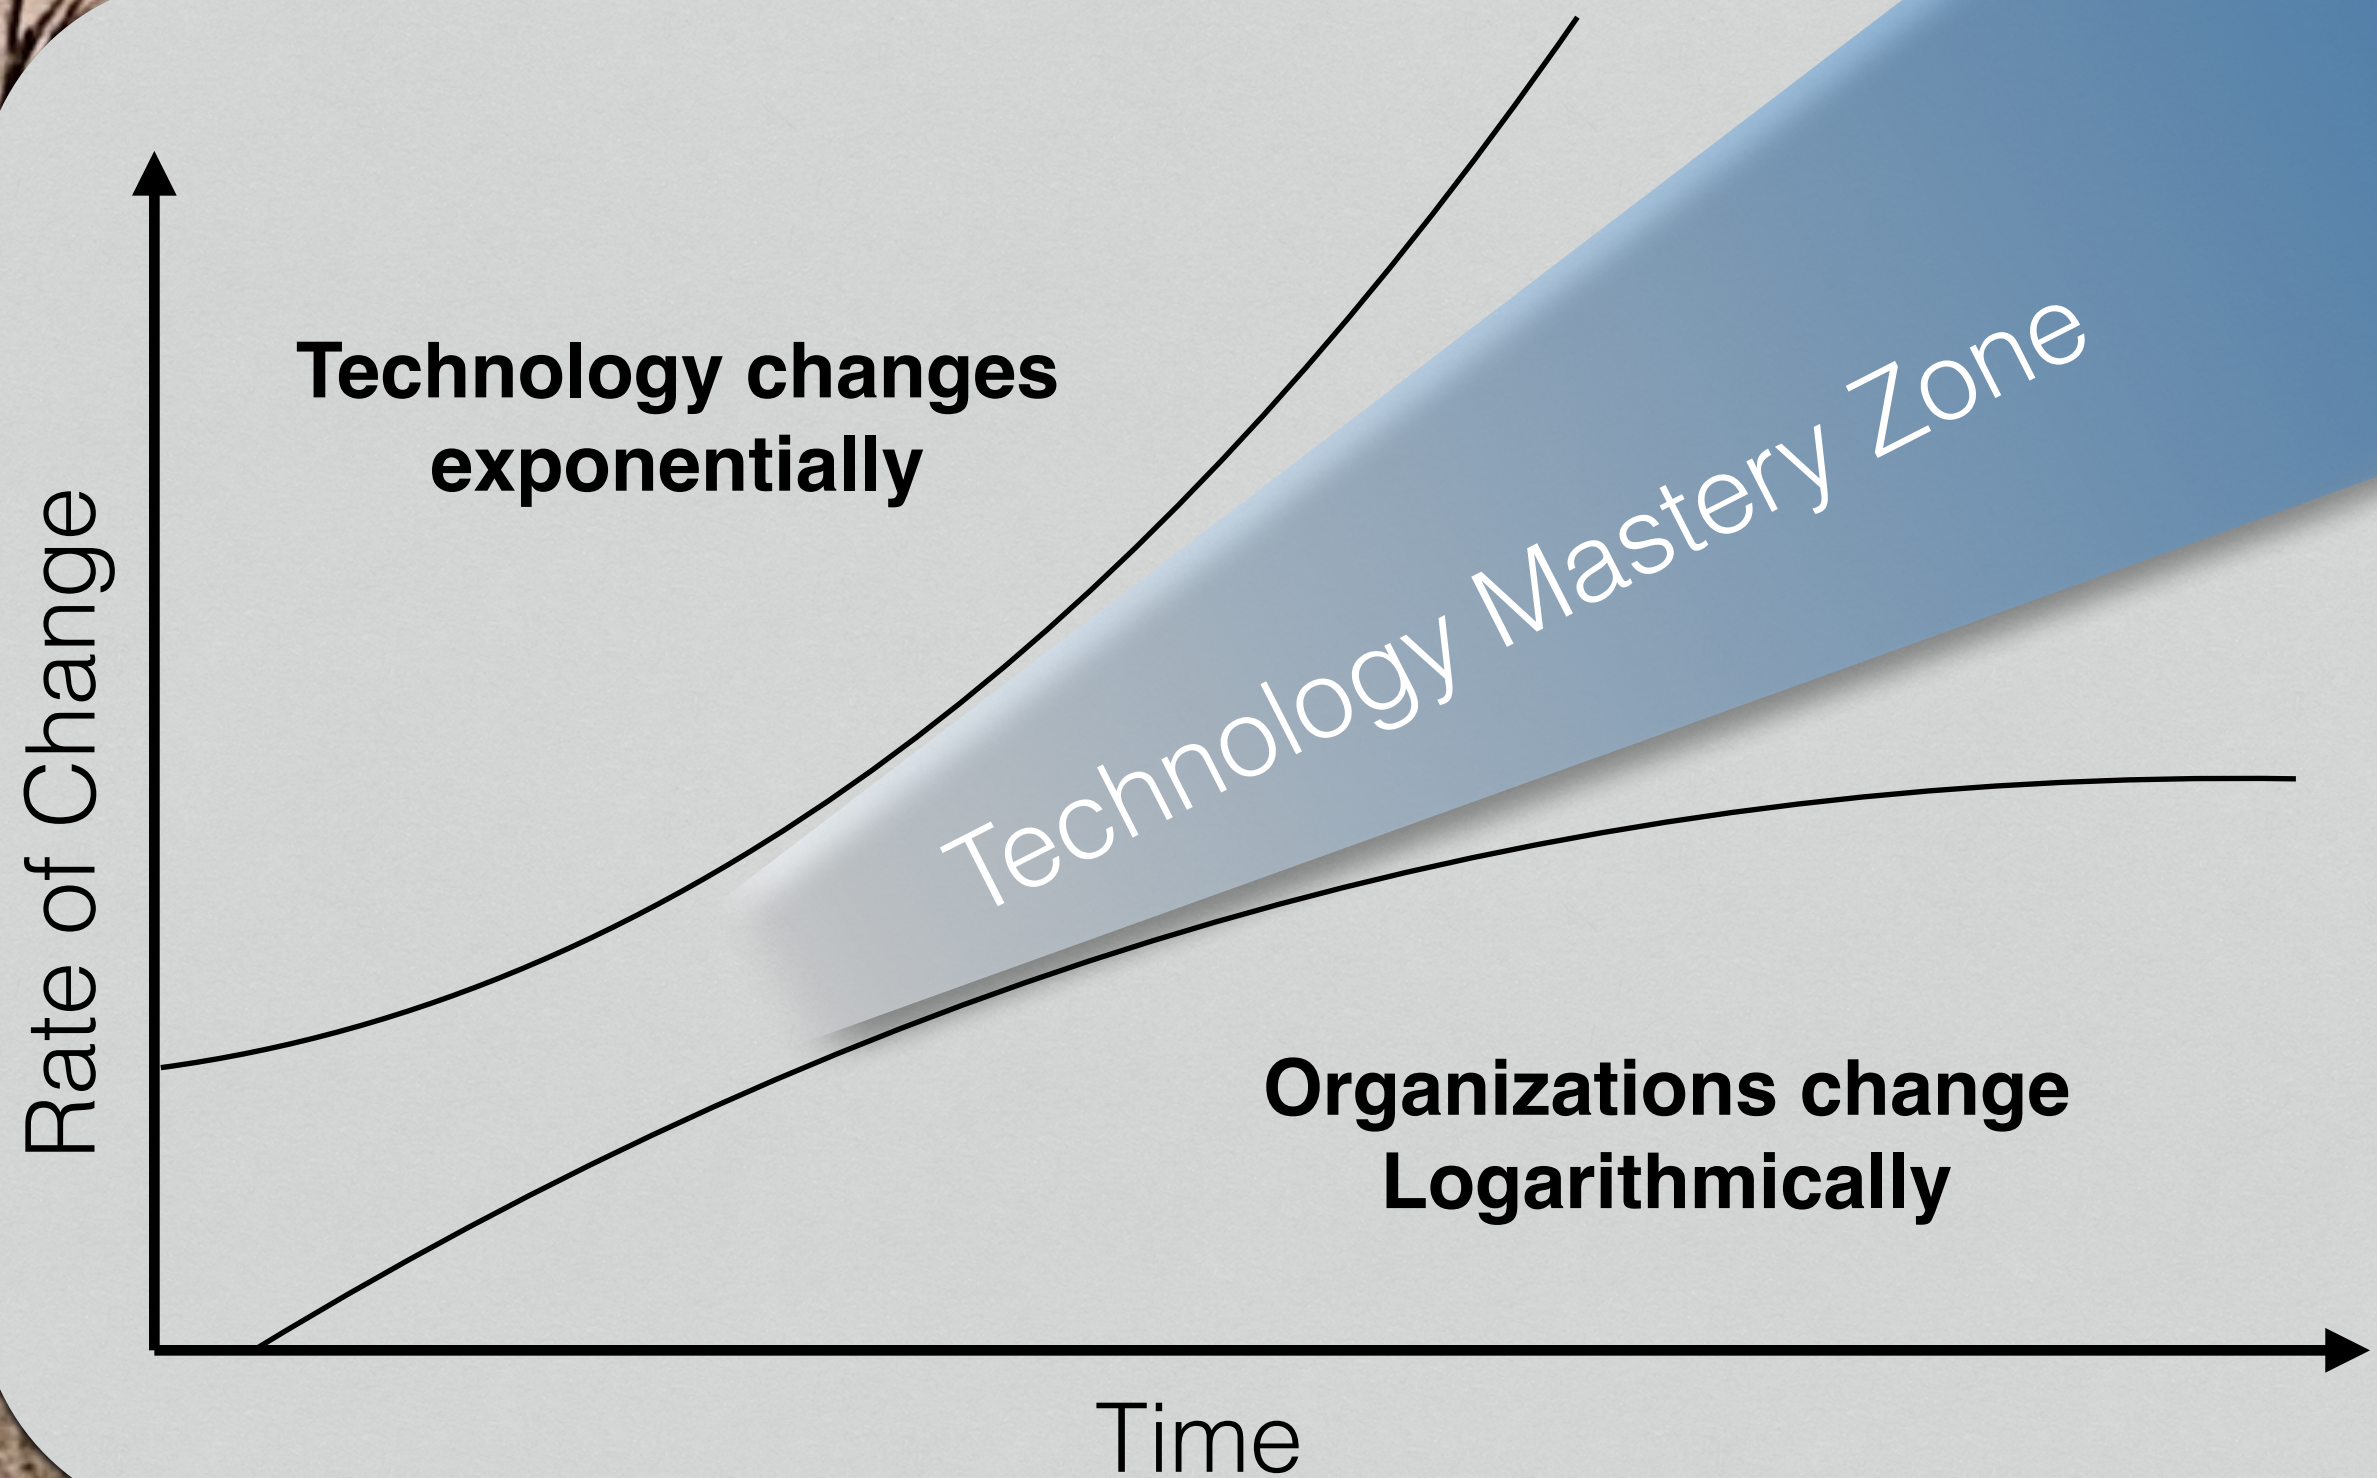 Technology changes
exponentially
Technology Mastery Zone
Rate of Change
Organizations change
Logarithmically
Time